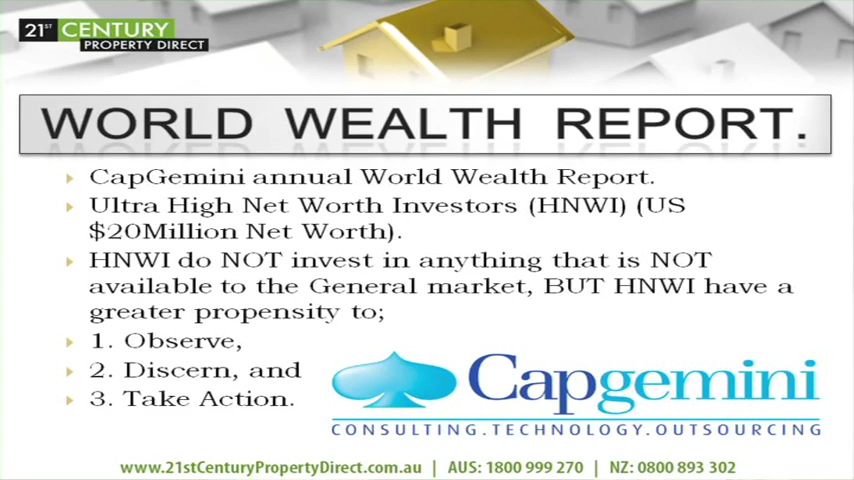 21ST CENTURY
PROPERTY DIRECT
WORLD WEALTH REPORT.
CapGemini annual World Wealth Report.
Ultra High Net Worth Investors (HNWI) (US
$20Million Net Worth).
HNWI do NOT invest in anything that is NOT
available to the General market, BUT HNWI have a
greater propensity to;
1. Observe,
2. Discern, and
3. Take Action.
Capgemini
CONSULTING.TECHNOLOGY.OUTSOURCING
www.21stCenturyPropertyDirect.com.au | AUS: 1800 999 270 | NZ: 0800 893 302